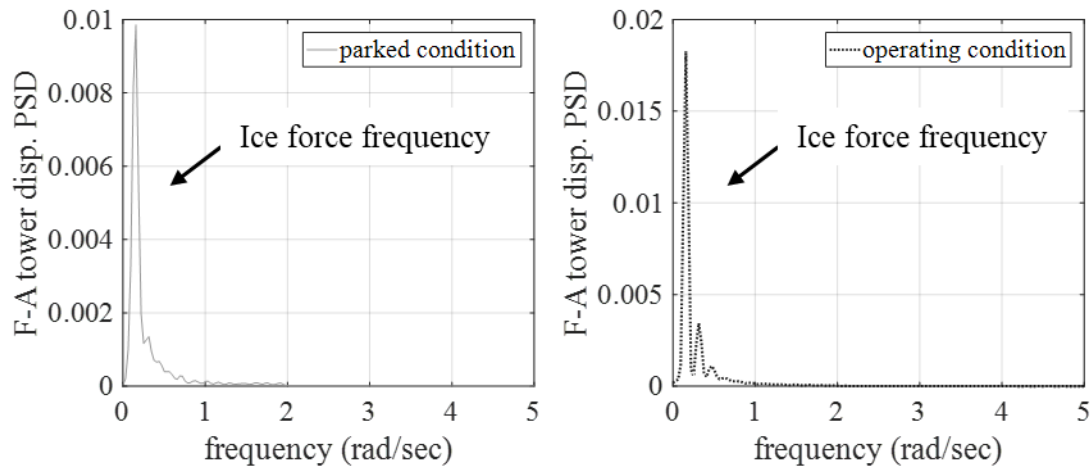 F-A tower disp. PSD
0.01
0.008
0.006
0.004
0.002
0
parked condition
Ice force frequency
0 1 2 3 4 5
frequency (rad/sec)
F-A tower disp. PSD
0.02
0.015
0.01
0.005
0
operating condition
Ice force frequency
0 1 2 3 4 5
frequency (rad/sec)